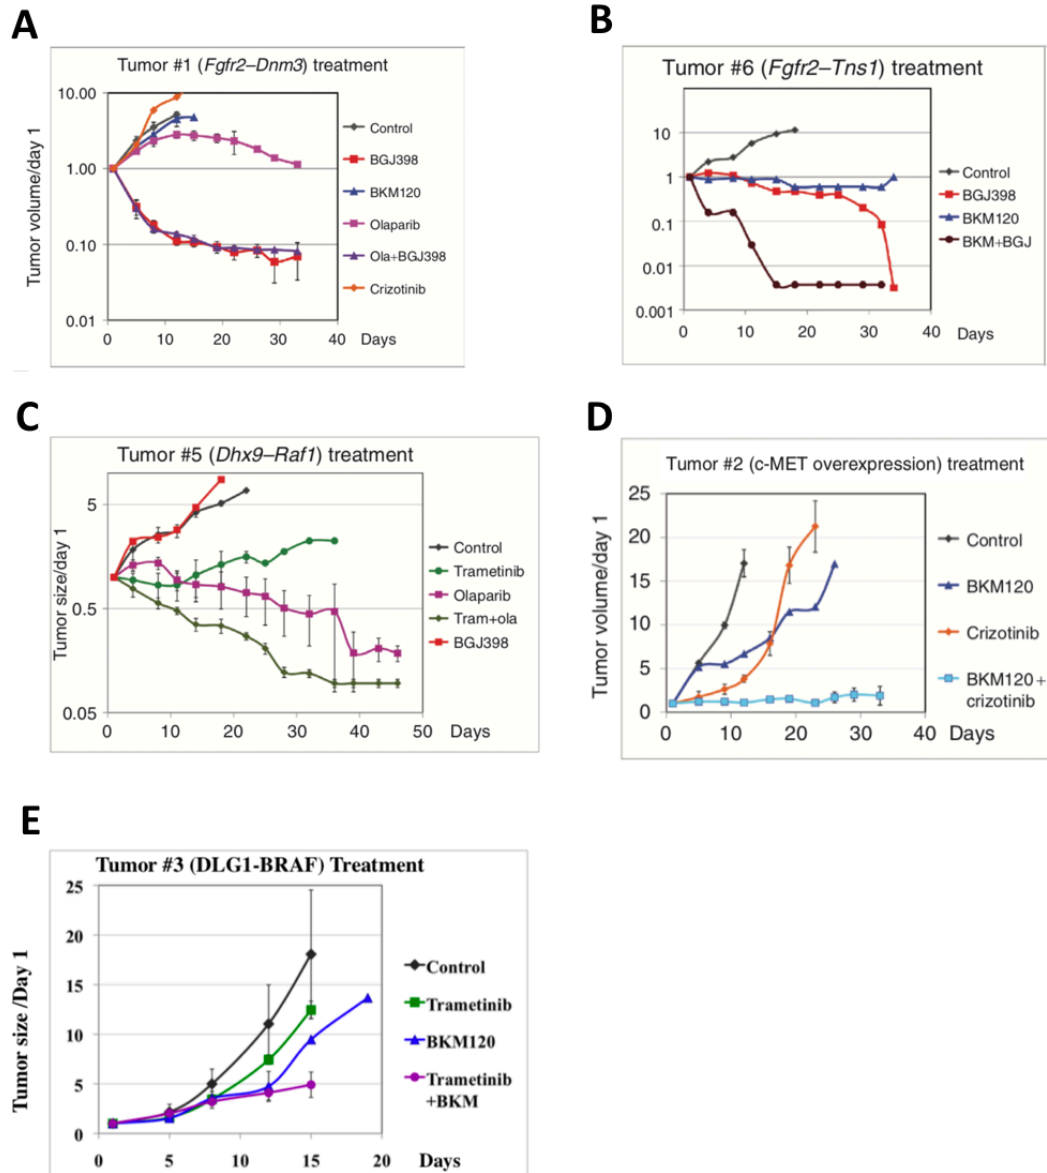 A
Tumor #1 (Fgfr2–Dnm3) treatment
Tumor volume/day 1
10.00
1.00
0.10
0.01
0 10 20 30 40 Days
Control
BGJ398
BKM120
Olaparib
Ola+BGJ398
Crizotinib
B
Tumor #6 (Fgfr2–Tns1) treatment
Tumor volume/day 1
10
1
0.1
0.01
0.001
0 10 20 30 40 Days
Control
BGJ398
BKM120
BKM+BGJ
C
Tumor #5 (Dhx9–Raf1) treatment
Tumor size/day 1
5
0.5
0.05
0 10 20 30 40 50 Days
Control
Trametinib
Olaparib
Tram+ola
BGJ398
D
Tumor #2 (c-MET overexpression) treatment
Tumor volume/day 1
25
20
15
10
5
0
0 10 20 30 40 Days
Control
BKM120
Crizotinib
BKM120 +
crizotinib
E
Tumor #3 (DLG1-BRAF) Treatment
Tumor size /Day 1
25
20
15
10
5
0
0 5 10 15 20 Days
Control
Trametinib
BKM120
Trametinib
+BKM